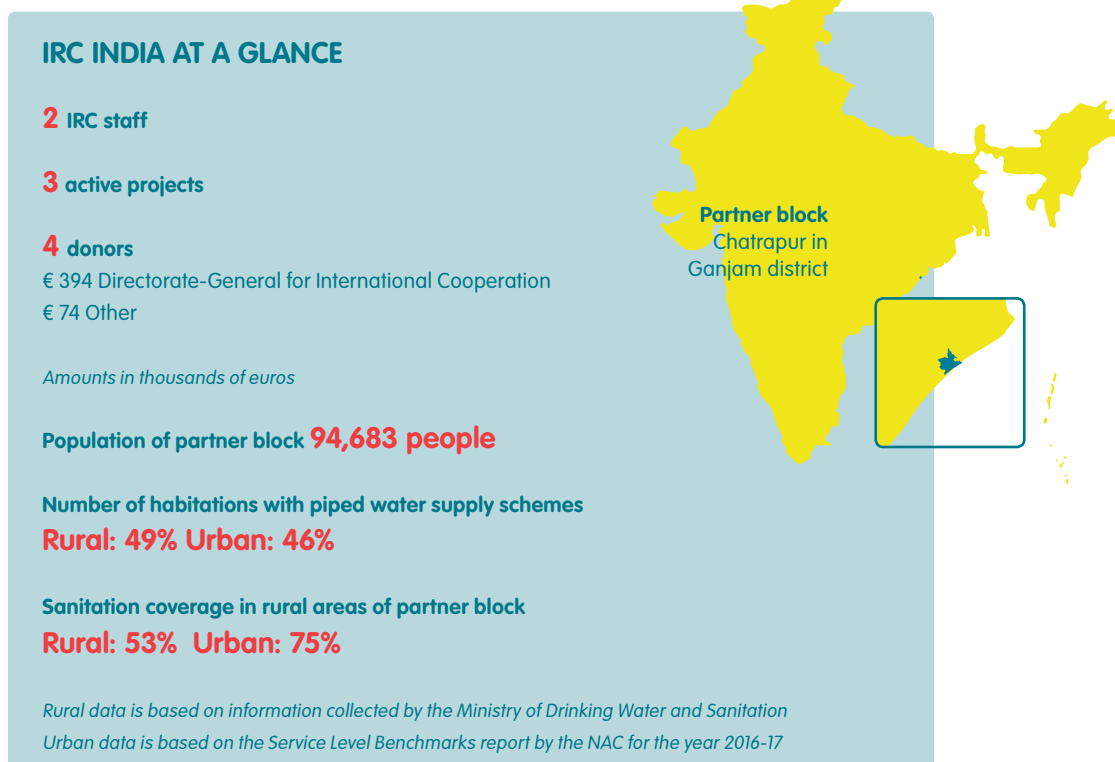 IRC INDIA AT A GLANCE
2 IRC staff
3 active projects
4 donors
€ 394 Directorate-General for International Cooperation
€ 74 Other
Amounts in thousands of euros
Population of partner block 94,683 people
Number of habitations with piped water supply schemes
Rural: 49% Urban: 46%
Sanitation coverage in rural areas of partner block
Rural: 53% Urban: 75%
Rural data is based on information collected by the Ministry of Drinking Water and Sanitation
Urban data is based on the Service Level Benchmarks report by the NAC for the year 2016-17
Partner block
Chatrapur in
Ganjam district